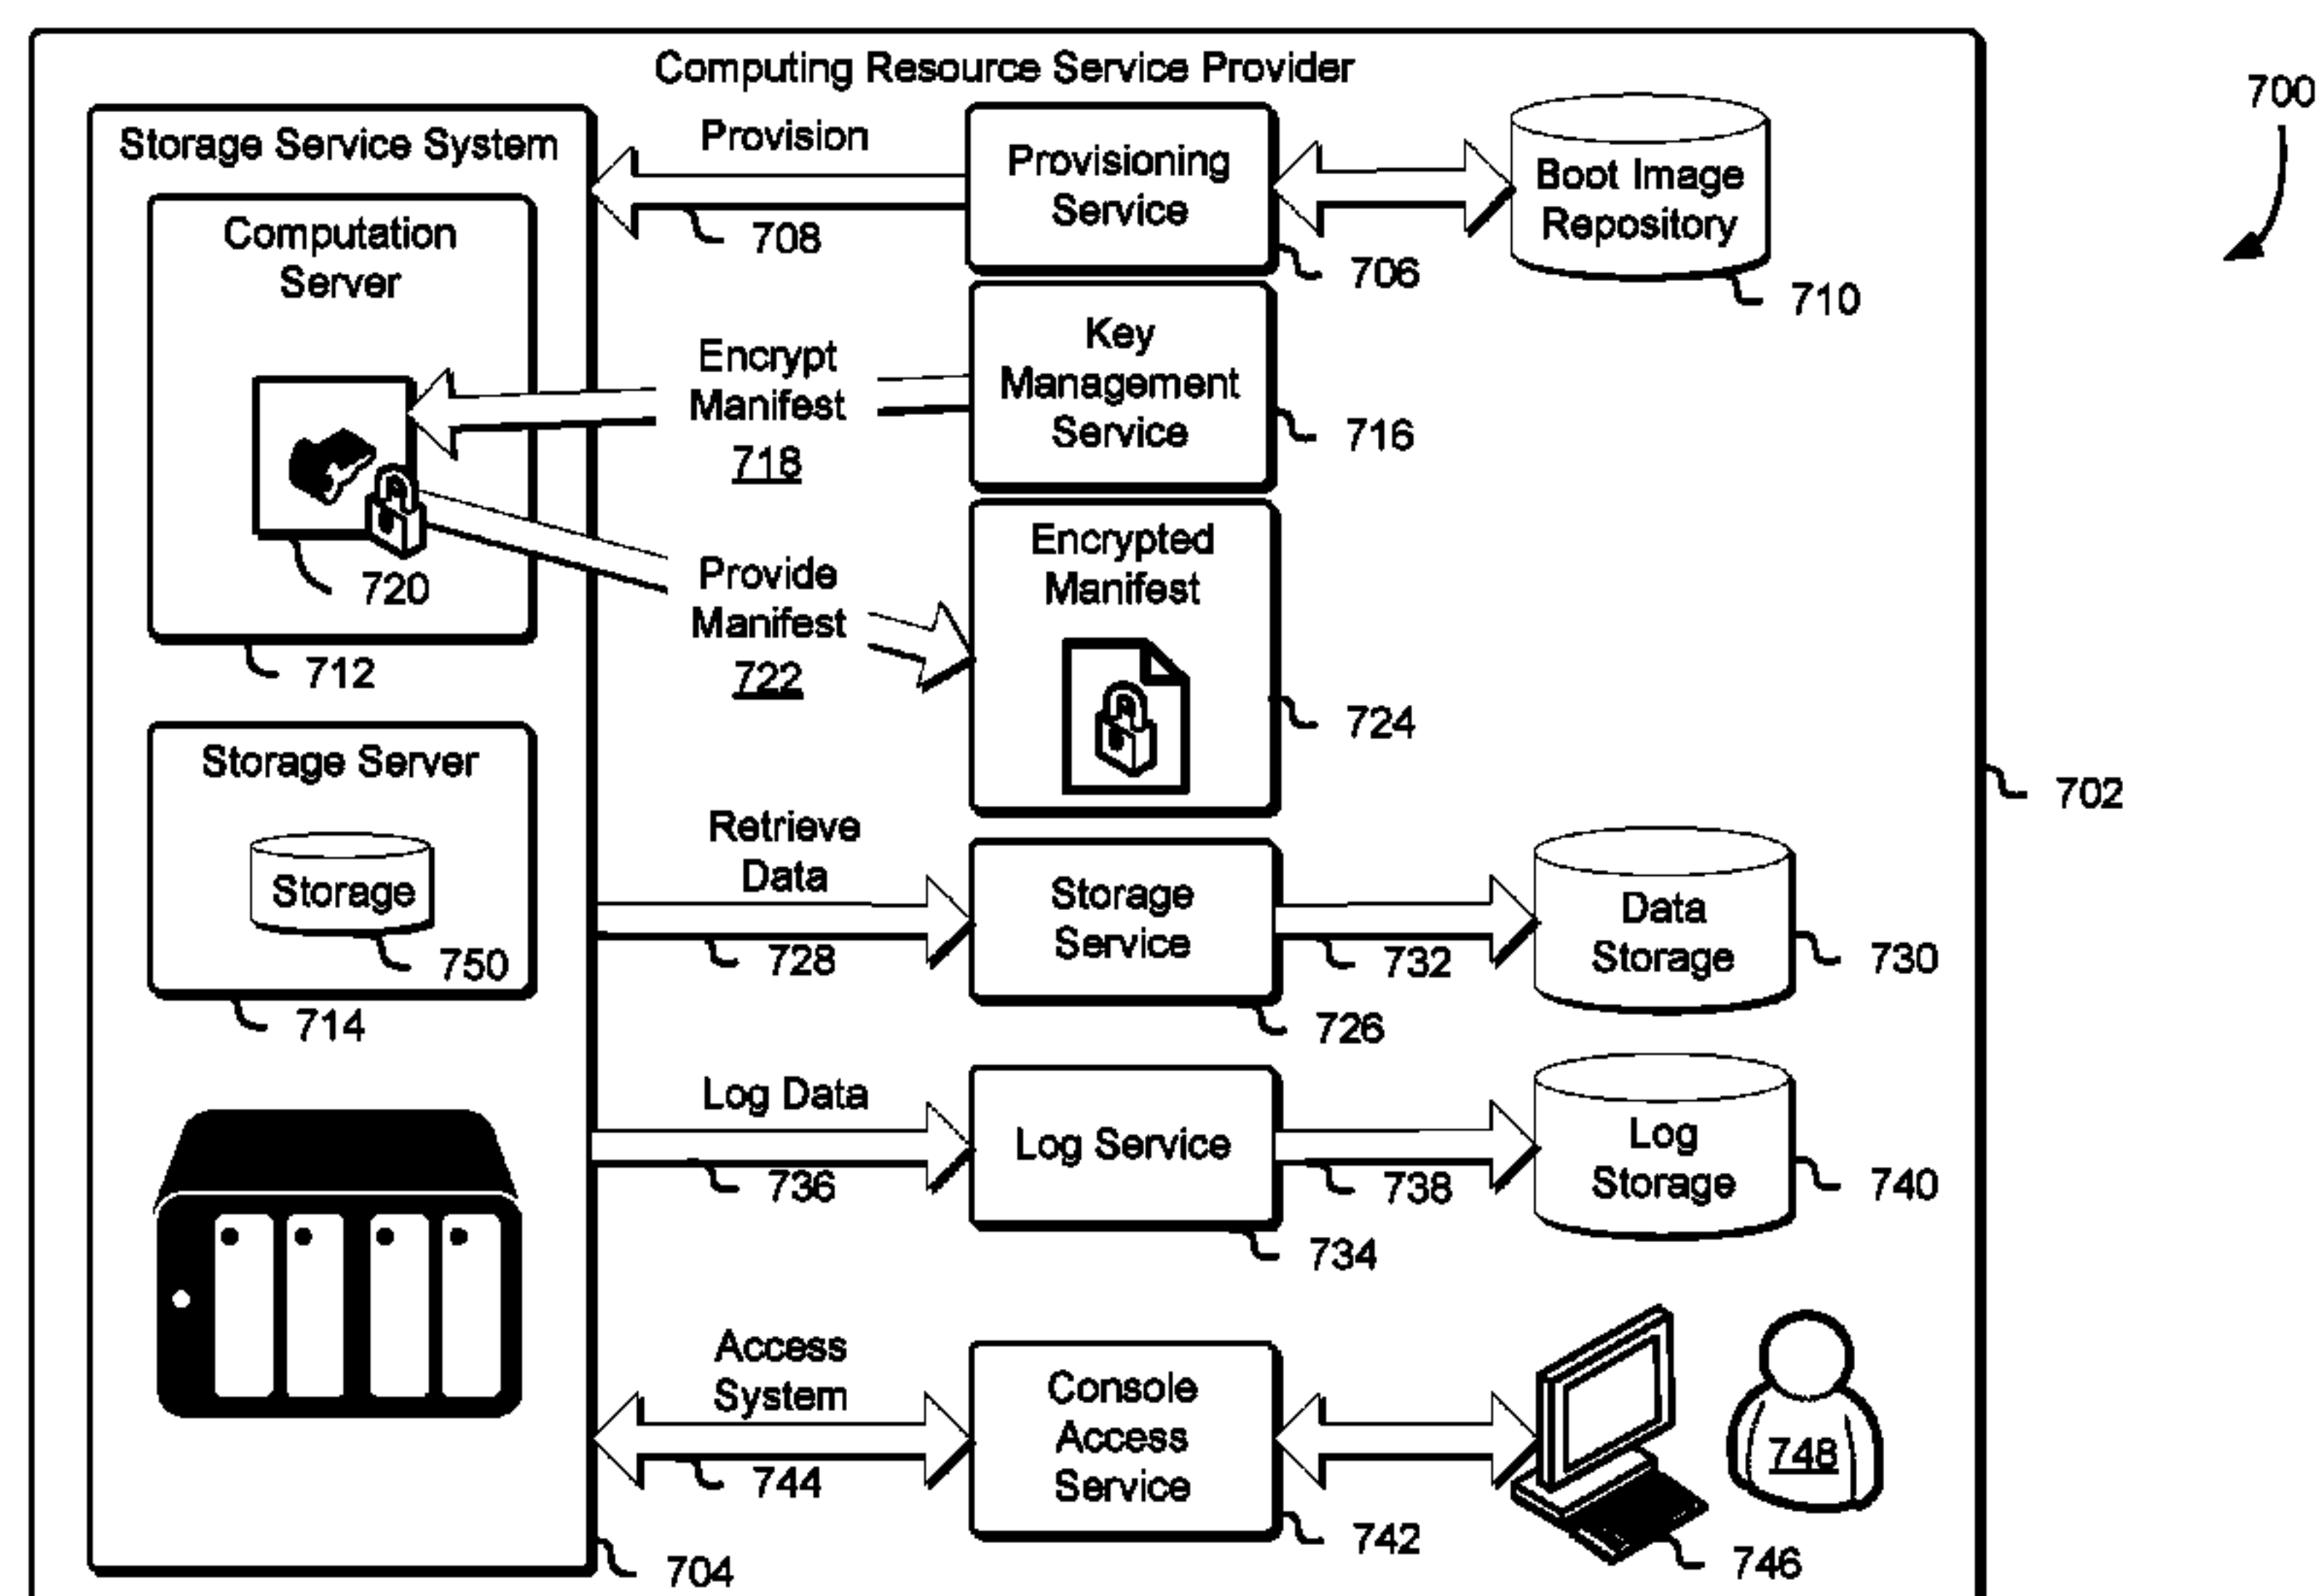 Computing Resource Service Provider
700
Storage Service System
Provision
708
Provisioning
Service
706
Boot Image
Repository
710
Computation
Server
720
712
Encrypt
Manifest
718
Key
Management
Service
716
Provide
Manifest
722
Encrypted
Manifest
724
702
Storage Server
Storage
750
714
Retrieve
Data
728
Storage
Service
726
732
Data
Storage
730
Log Data
736
Log Service
734
738
Log
Storage
740
Access
System
744
Console
Access
Service
742
748
746
704